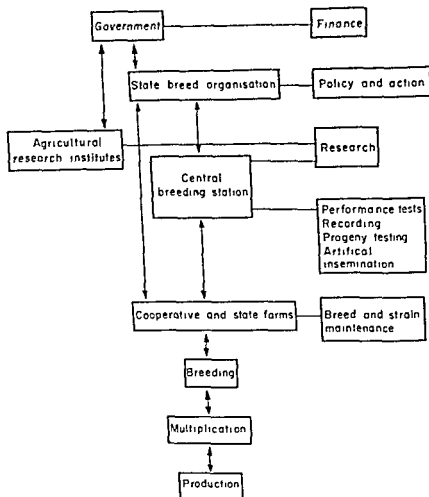 Government
Finance
State breed organisation
Policy and action
Agricultural
research institutes
Research
Central
breeding station
Performance tests
Recording
Progeny testing
Artifical
insemination
Cooperative and state farms
Breed and strain
maintenance
Breeding
Multiplication
Production